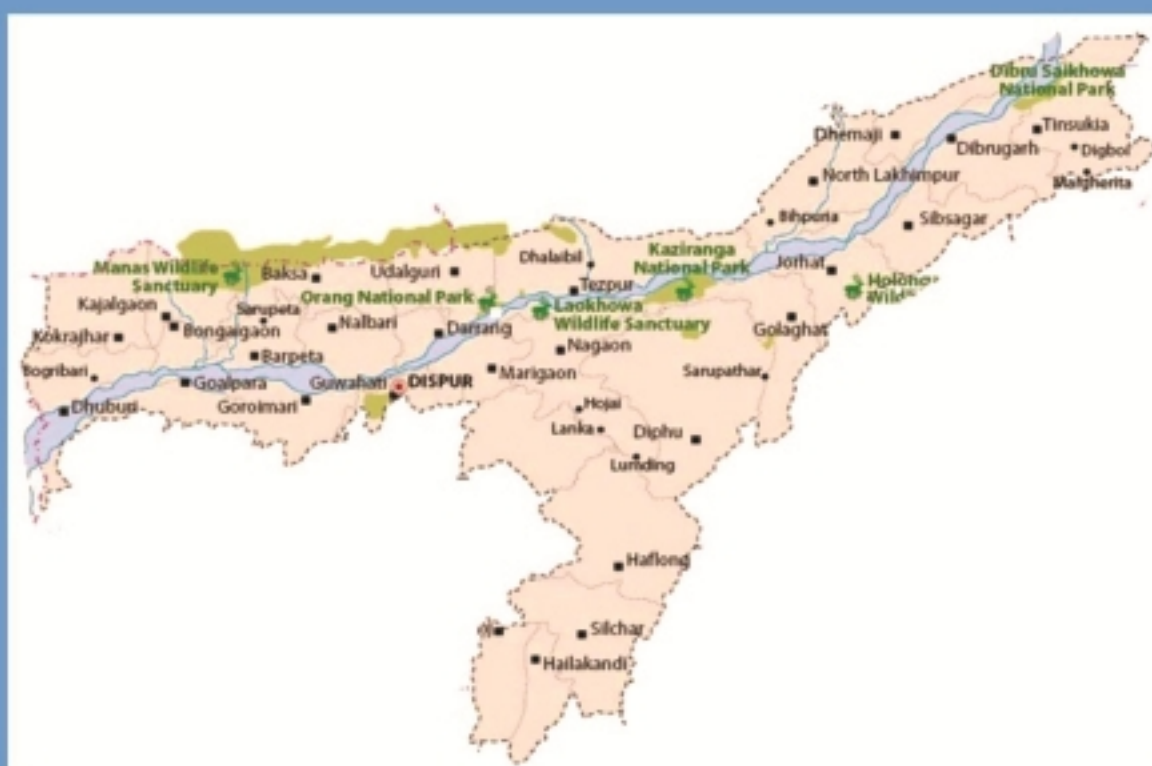 Dibru Saikhowa
National Park
Tinsukia
Dhemaji
Dibrugarh
Digboi
North Lakhimpur
Margherita
Bihpuria
Sibsagar
Kaziranga
National Park
Dhalaibil
Jorhat
Manas Wildlife
Sanctuary
Baksa
Udalguri
Tezpur
Orang National Park
Laokhowa
Wildlife Sanctuary
Kajalgaon
Sarupeta
Bongaigaon
Nalbari
Darrang
Golaghat
Kokrajhar
Barpeta
Nagaon
Bogribari
Goalpara
Guwahati
DISPUR
Marigaon
Sarupathar
Dhuburi
Goroimari
Hojai
Lanka
Diphu
Lumding
Haflong
Silchar
Hailakandi